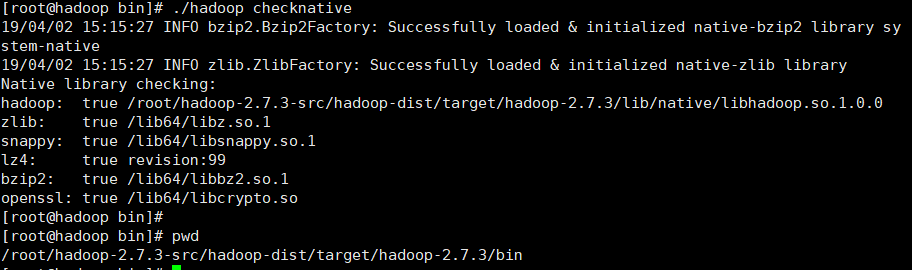 [root@hadoop bin]# ./hadoop checknative
19/04/02 15:15:27 INFO bzip2.Bzip2Factory: Successfully loaded & initialized native-bzip2 library sy
stem-native
19/04/02 15:15:27 INFO zlib.ZlibFactory: Successfully loaded & initialized native-zlib library
Native library checking:
hadoop:  true /root/hadoop-2.7.3-src/hadoop-dist/target/hadoop-2.7.3/lib/native/libhadoop.so.1.0.0
zlib:    true /lib64/libz.so.1
snappy:  true /lib64/libsnappy.so.1
lz4:     true revision:99
bzip2:   true /lib64/libbz2.so.1
openssl: true /lib64/libcrypto.so
[root@hadoop bin]#
[root@hadoop bin]# pwd
/root/hadoop-2.7.3-src/hadoop-dist/target/hadoop-2.7.3/bin
[root@hadoop bin]#